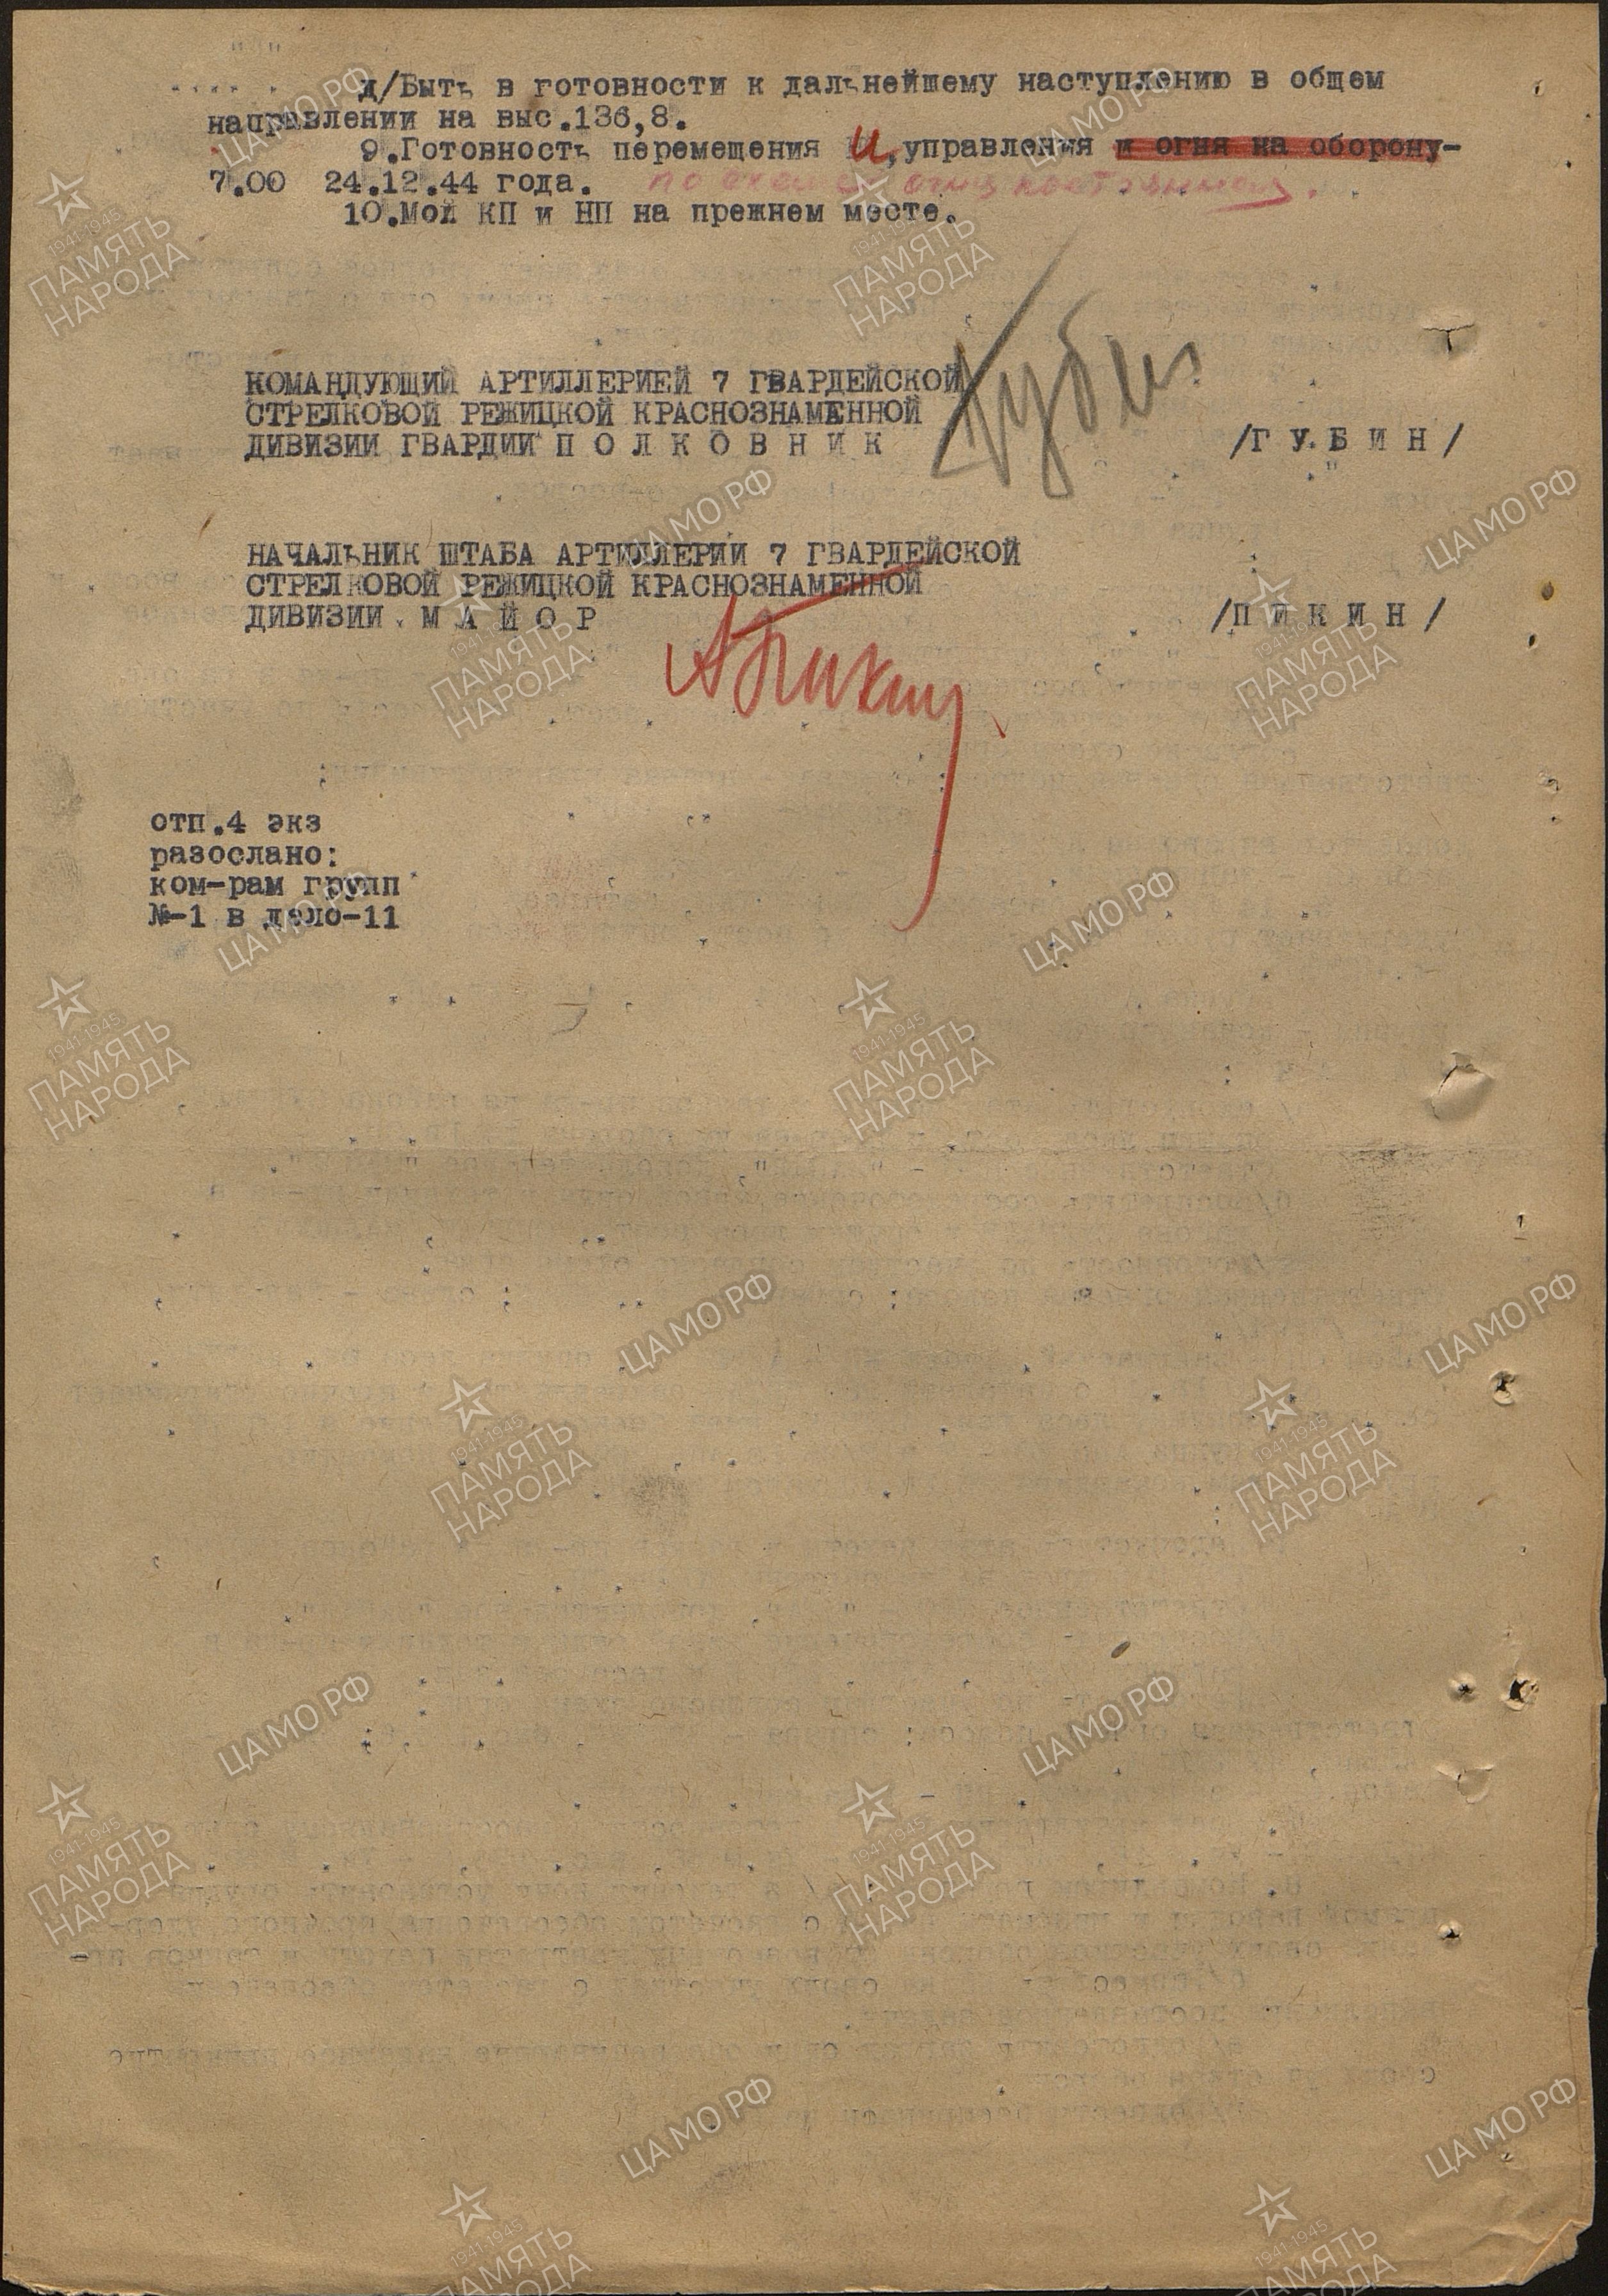 д/Быть в готовности к дальнейшему наступлению в общем
направлении на выс.136,8.
9.Готовность перемещения и,управления и огня на оборону-
7.00 24.12.44 года. по
10.Мой КП и НП на прежнем месте.
КОМАНДУЮЩИЙ АРТИЛЛЕРИЕЙ 7 ГВАРДЕЙСКОЙ
СТРЕЛКОВОЙ РЕЖИЦКОЙ КРАСНОЗНАМЕННОЙ
ДИВИЗИИ ГВАРДИИ П О Л К О В Н И К /Г У Б И Н/
Губин
НАЧАЛЬНИК ШТАБА АРТИЛЛЕРИИ 7 ГВАРДЕЙСКОЙ
СТРЕЛКОВОЙ РЕЖИЦКОЙ КРАСНОЗНАМЕННОЙ
ДИВИЗИИ М А Й О Р /П И К И Н/
АПикин
отп.4 экз
разослано:
ком-рам групп
№-1 в дело-11
ЦА МО РФ
1941-1945
ПАМЯТЬ
НАРОДА